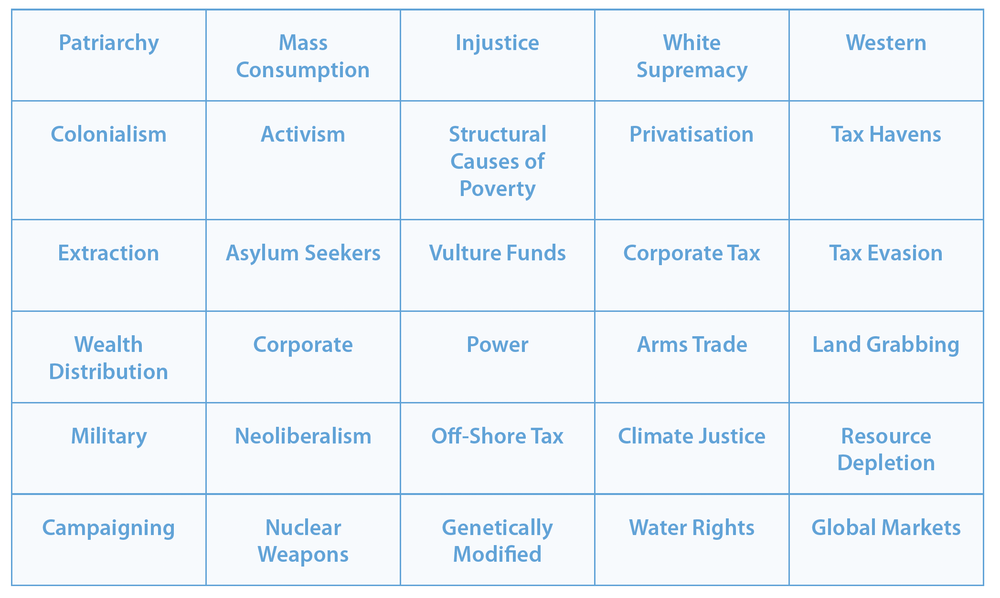 Patriarchy
Mass
Consumption
Injustice
White
Supremacy
Western
Colonialism
Activism
Structural
Causes of
Poverty
Privatisation
Tax Havens
Extraction
Asylum Seekers
Vulture Funds
Corporate Tax
Tax Evasion
Wealth
Distribution
Corporate
Power
Arms Trade
Land Grabbing
Military
Neoliberalism
Off-Shore Tax
Climate Justice
Resource
Depletion
Campaigning
Nuclear
Weapons
Genetically
Modified
Water Rights
Global Markets